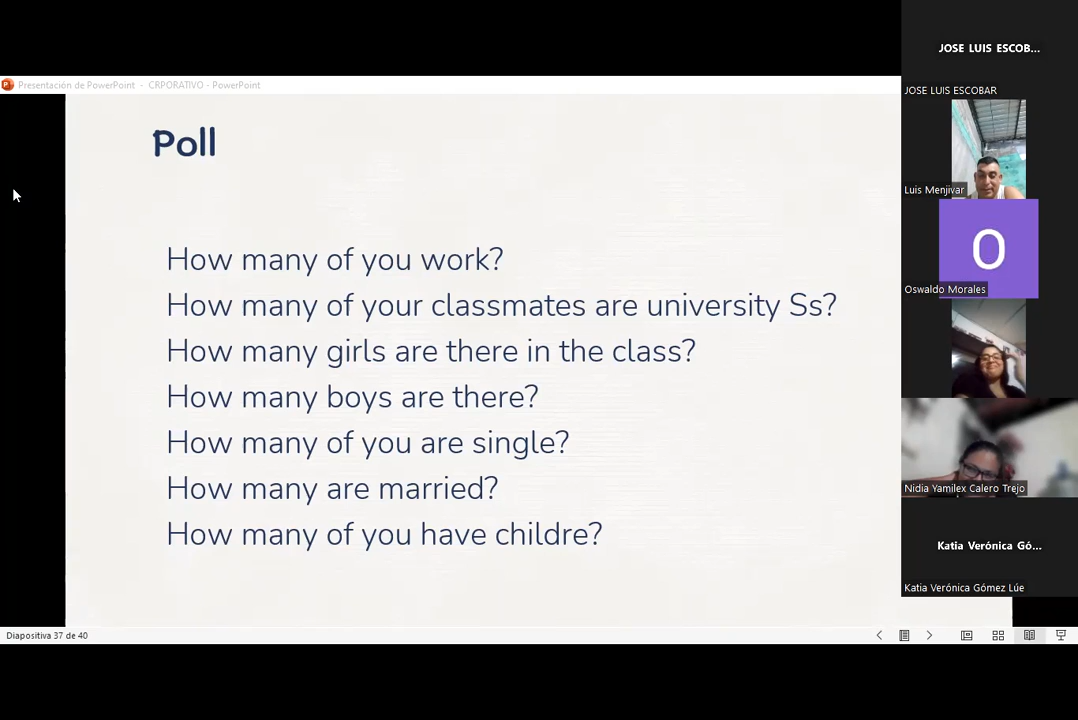 Presentación de PowerPoint - CRPORATIVO - PowerPoint
Poll
How many of you work?
How many of your classmates are university Ss?
How many girls are there in the class?
How many boys are there?
How many of you are single?
How many are married?
How many of you have childre?
Diapositiva 37 de 40
JOSE LUIS ESCOB...
JOSE LUIS ESCOBAR
Luis Menjivar
O
Oswaldo Morales
Nidia Yamilex Calero Trejo
Katia Verónica Gó...
Katia Verónica Gómez Lúe